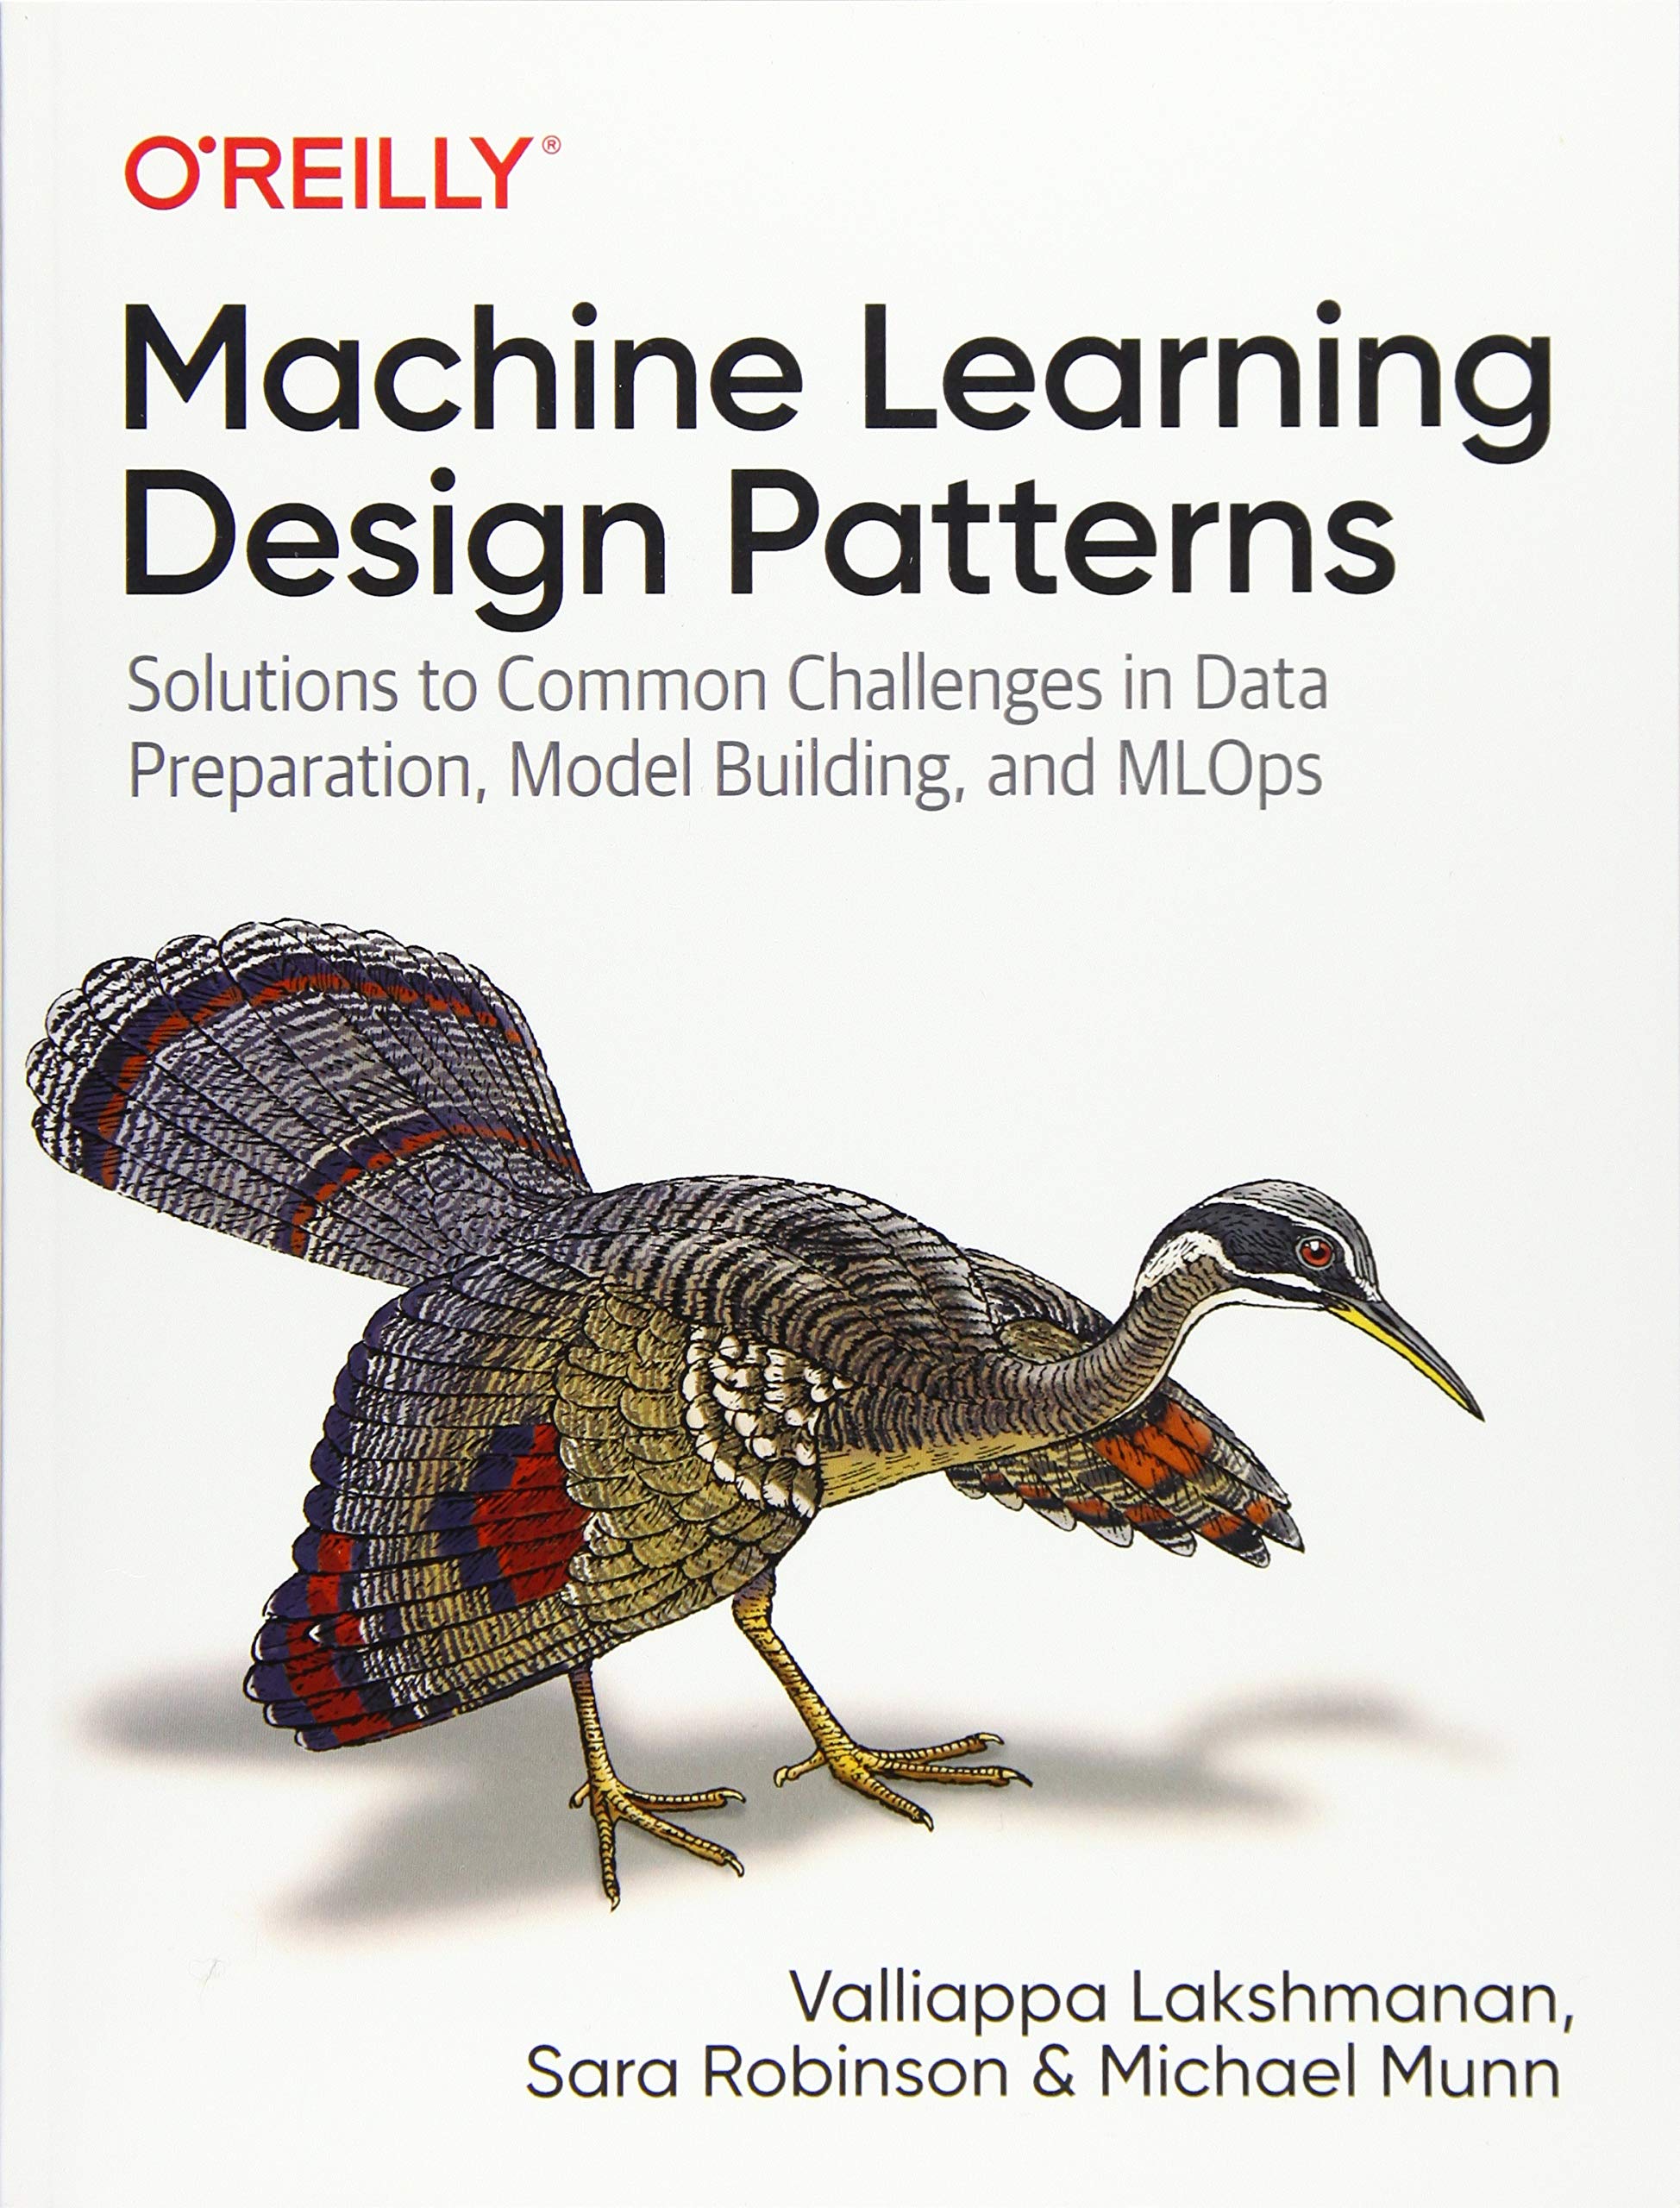 O'REILLY®
Machine Learning
Design Patterns
Solutions to Common Challenges in Data
Preparation, Model Building, and MLOps
Valliappa Lakshmanan,
Sara Robinson & Michael Munn